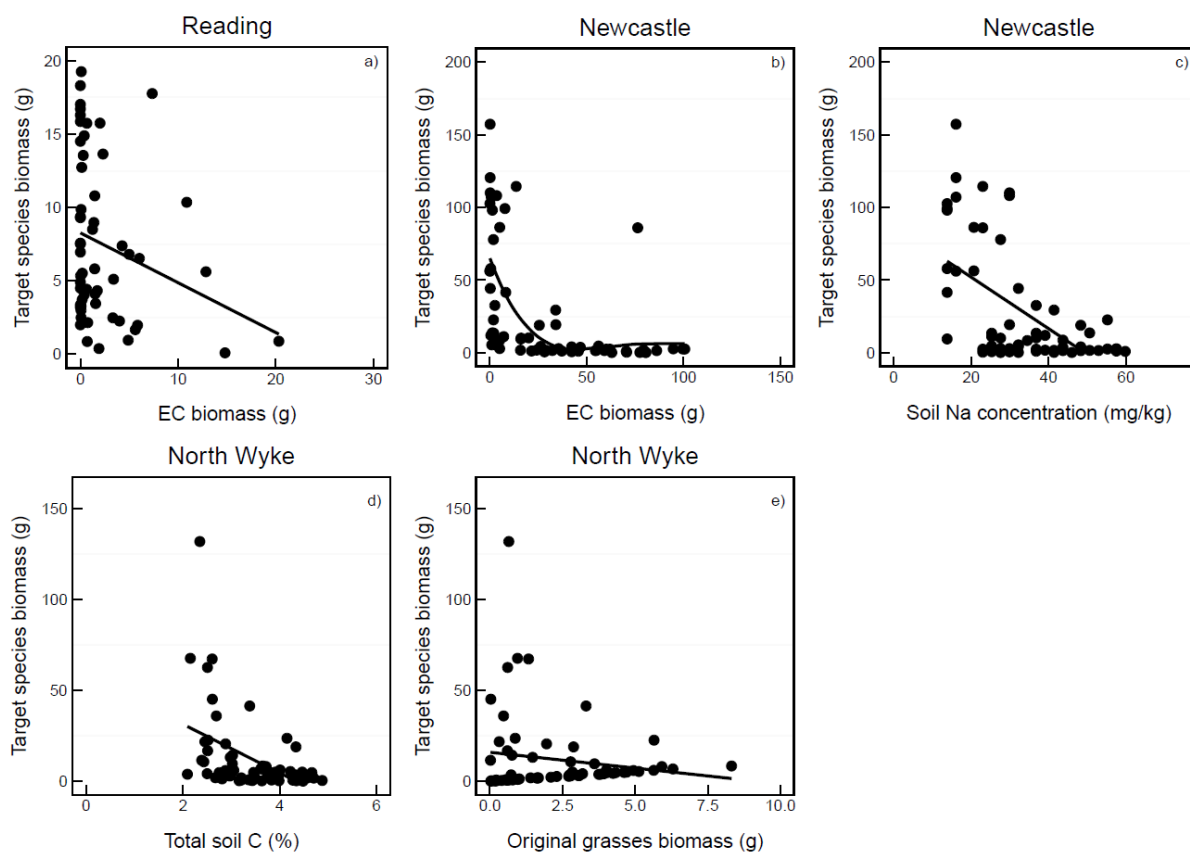 Reading
a)
20
15
10
5
0
Target species biomass (g)
0 10 20 30
EC biomass (g)
Newcastle
b)
200
150
100
50
0
Target species biomass (g)
0 50 100 150
EC biomass (g)
Newcastle
c)
200
150
100
50
0
Target species biomass (g)
0 20 40 60
Soil Na concentration (mg/kg)
North Wyke
d)
150
100
50
0
Target species biomass (g)
0 2 4 6
Total soil C (%)
North Wyke
e)
150
100
50
0
Target species biomass (g)
0.0 2.5 5.0 7.5 10.0
Original grasses biomass (g)